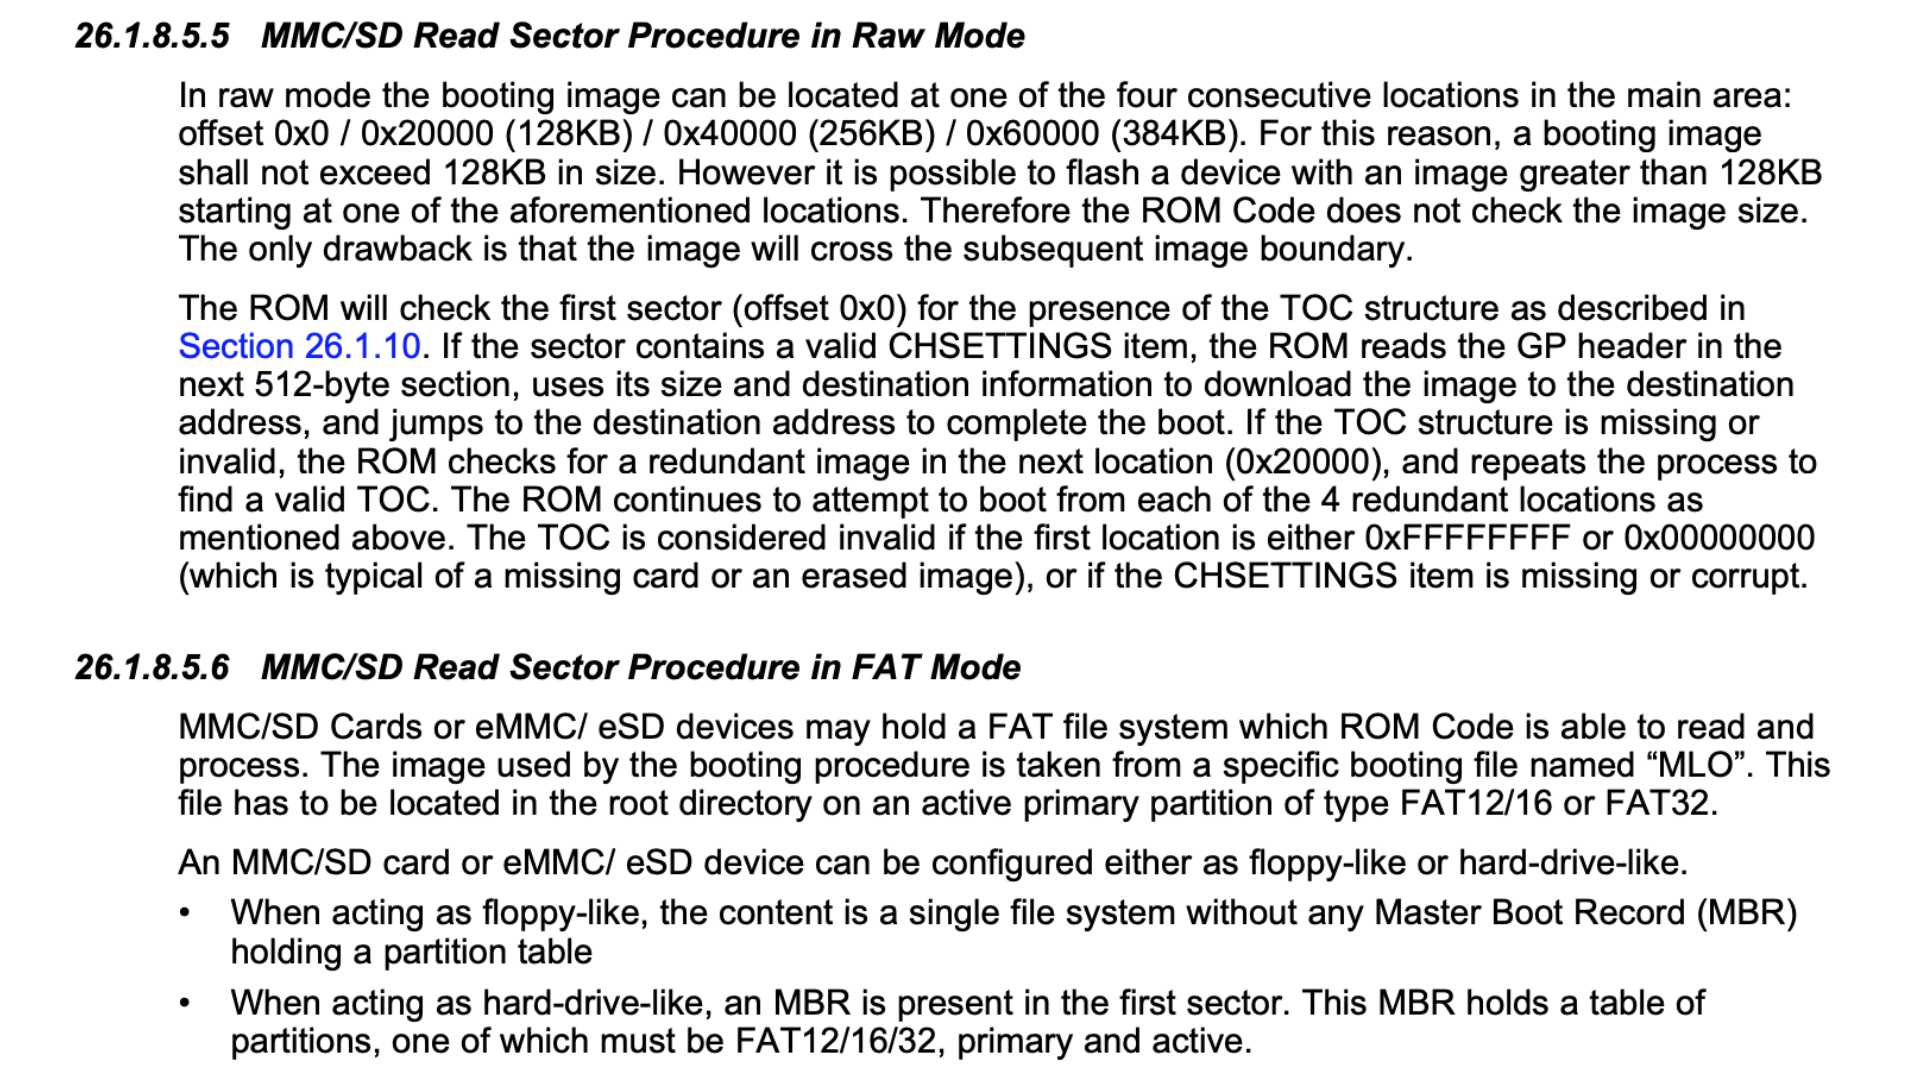 26.1.8.5.5 MMC/SD Read Sector Procedure in Raw Mode
In raw mode the booting image can be located at one of the four consecutive locations in the main area:
offset 0x0 / 0x20000 (128KB) / 0x40000 (256KB) / 0x60000 (384KB). For this reason, a booting image
shall not exceed 128KB in size. However it is possible to flash a device with an image greater than 128KB
starting at one of the aforementioned locations. Therefore the ROM Code does not check the image size.
The only drawback is that the image will cross the subsequent image boundary.
The ROM will check the first sector (offset 0x0) for the presence of the TOC structure as described in
Section 26.1.10. If the sector contains a valid CHSETTINGS item, the ROM reads the GP header in the
next 512-byte section, uses its size and destination information to download the image to the destination
address, and jumps to the destination address to complete the boot. If the TOC structure is missing or
invalid, the ROM checks for a redundant image in the next location (0x20000), and repeats the process to
find a valid TOC. The ROM continues to attempt to boot from each of the 4 redundant locations as
mentioned above. The TOC is considered invalid if the first location is either 0xFFFFFFFF or 0x00000000
(which is typical of a missing card or an erased image), or if the CHSETTINGS item is missing or corrupt.
26.1.8.5.6 MMC/SD Read Sector Procedure in FAT Mode
MMC/SD Cards or eMMC/ eSD devices may hold a FAT file system which ROM Code is able to read and
process. The image used by the booting procedure is taken from a specific booting file named “MLO”. This
file has to be located in the root directory on an active primary partition of type FAT12/16 or FAT32.
An MMC/SD card or eMMC/ eSD device can be configured either as floppy-like or hard-drive-like.
• When acting as floppy-like, the content is a single file system without any Master Boot Record (MBR)
holding a partition table
• When acting as hard-drive-like, an MBR is present in the first sector. This MBR holds a table of
partitions, one of which must be FAT12/16/32, primary and active.